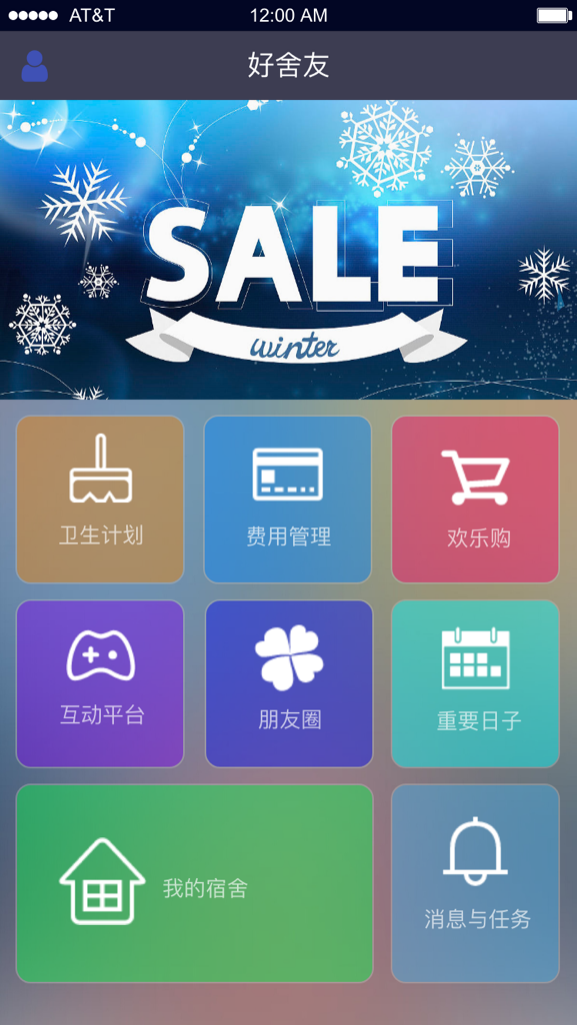 AT&T 12:00 AM
好舍友
SALE
winter
卫生计划 费用管理 欢乐购
互动平台 朋友圈 重要日子
我的宿舍 消息与任务